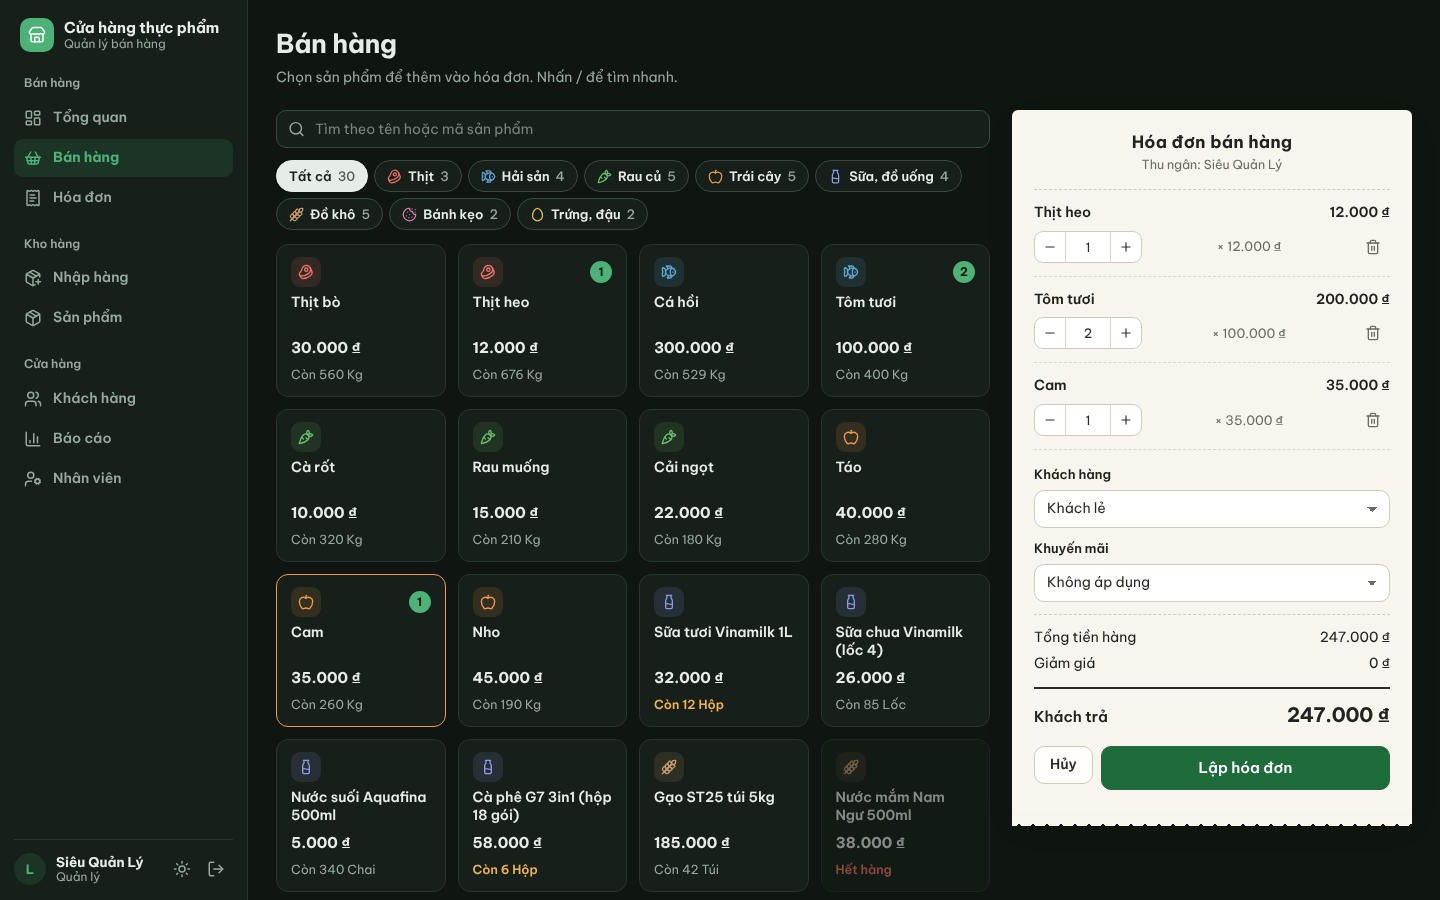 Cửa hàng thực phẩm
Quản lý bán hàng
Bán hàng
Tổng quan
Bán hàng
Hóa đơn
Kho hàng
Nhập hàng
Sản phẩm
Cửa hàng
Khách hàng
Báo cáo
Nhân viên
L
Siêu Quản Lý
Quản lý
Bán hàng
Chọn sản phẩm để thêm vào hóa đơn. Nhấn / để tìm nhanh.
Tìm theo tên hoặc mã sản phẩm
Tất cả 30
Thịt 3
Hải sản 4
Rau củ 5
Trái cây 5
Sữa, đồ uống 4
Đồ khô 5
Bánh kẹo 2
Trứng, đậu 2
Thịt bò
30.000 ₫
Còn 560 Kg
1
Thịt heo
12.000 ₫
Còn 676 Kg
Cá hồi
300.000 ₫
Còn 529 Kg
2
Tôm tươi
100.000 ₫
Còn 400 Kg
Cà rốt
10.000 ₫
Còn 320 Kg
Rau muống
15.000 ₫
Còn 210 Kg
Cải ngọt
22.000 ₫
Còn 180 Kg
Táo
40.000 ₫
Còn 280 Kg
1
Cam
35.000 ₫
Còn 260 Kg
Nho
45.000 ₫
Còn 190 Kg
Sữa tươi Vinamilk 1L
32.000 ₫
Còn 12 Hộp
Sữa chua Vinamilk
(lốc 4)
26.000 ₫
Còn 85 Lốc
Nước suối Aquafina
500ml
5.000 ₫
Còn 340 Chai
Cà phê G7 3in1 (hộp
18 gói)
58.000 ₫
Còn 6 Hộp
Gạo ST25 túi 5kg
185.000 ₫
Còn 42 Túi
Nước mắm Nam
Ngư 500ml
38.000 ₫
Hết hàng
Hóa đơn bán hàng
Thu ngân: Siêu Quản Lý
Thịt heo 12.000 ₫
− 1 + × 12.000 ₫
Tôm tươi 200.000 ₫
− 2 + × 100.000 ₫
Cam 35.000 ₫
− 1 + × 35.000 ₫
Khách hàng
Khách lẻ
Khuyến mãi
Không áp dụng
Tổng tiền hàng 247.000 ₫
Giảm giá 0 ₫
Khách trả 247.000 ₫
Hủy
Lập hóa đơn